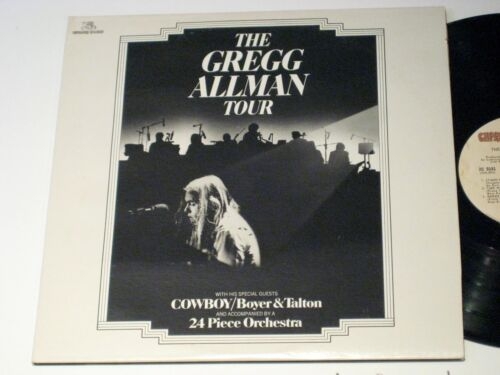 THE
GREGG
ALLMAN
TOUR
WITH HIS SPECIAL GUESTS
COWBOY/Boyer & Talton
AND ACCOMPANIED BY A
24 Piece Orchestra